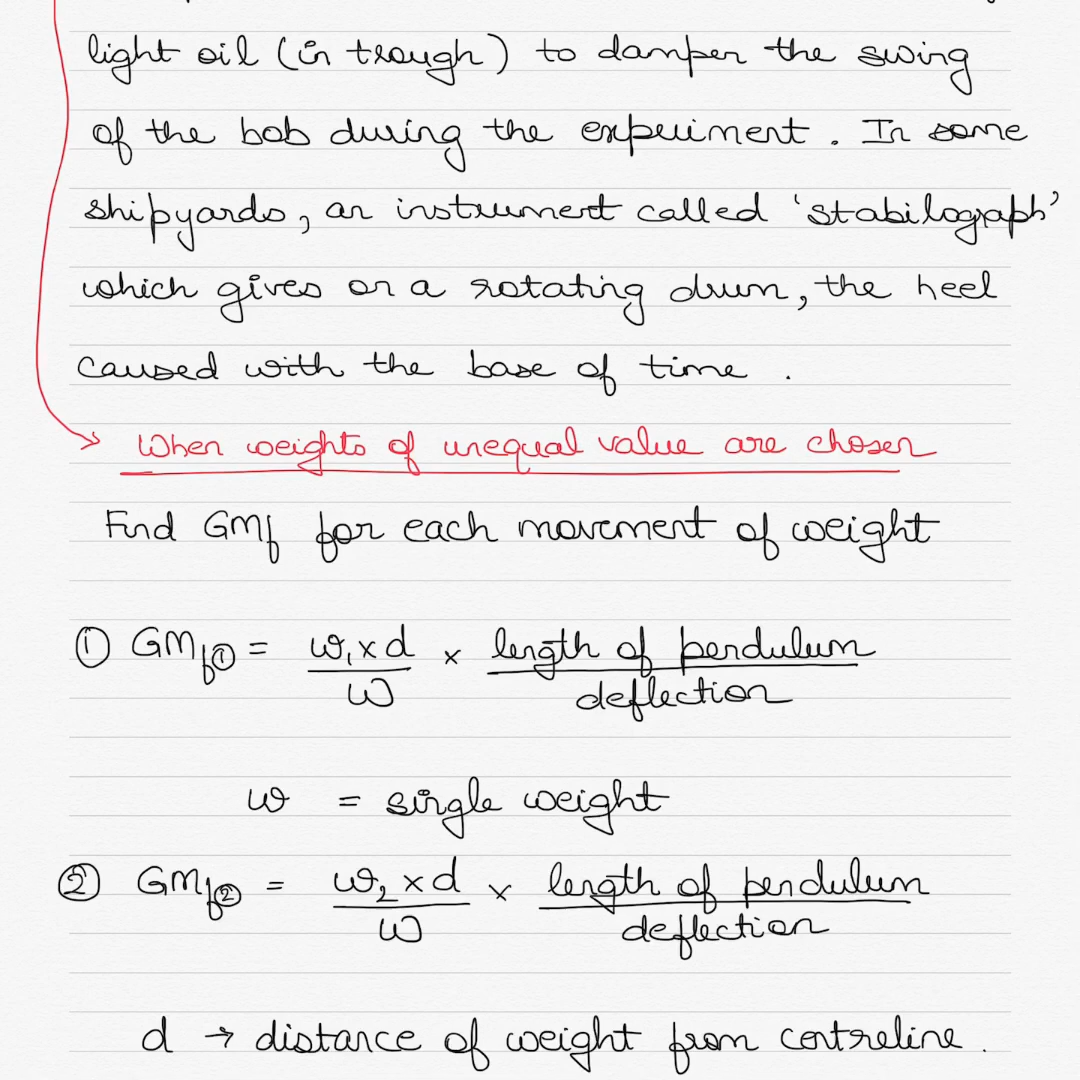 light oil (in trough) to damper the swing
of the bob during the experiment. In some
shipyards, an instrument called 'stabilograph'
which gives on a rotating drum, the heel
caused with the base of time.
When weights of unequal value are chosen
Find GMf for each movement of weight
① GMf① = w₁ x d / W x length of pendulum / deflection
w = single weight
② GMf② = w₂ x d / W x length of pendulum / deflection
d → distance of weight from centreline.